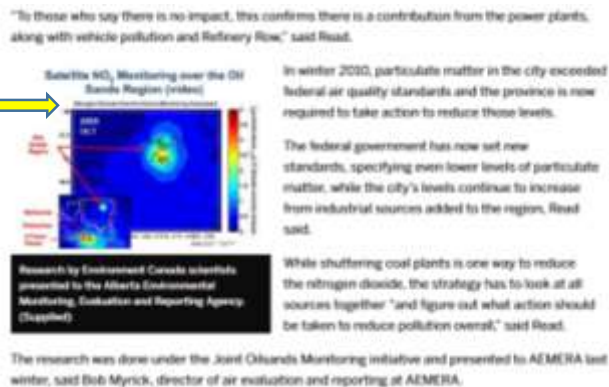 "To those who say there is no impact, this confirms there is a contribution from the power plants,
along with vehicle pollution and Refinery Row," said Read.
Satellite NO2 Monitoring over the Oil
Sands Region (video)
Research by Environment Canada scientists
presented to the Alberta Environmental
Monitoring, Evaluation and Reporting Agency.
(Supplied)
In winter 2010, particulate matter in the city exceeded
federal air quality standards and the province is now
required to take action to reduce those levels.
The federal government has now set new
standards, specifying even lower levels of particulate
matter, while the city's levels continue to increase
from industrial sources added to the region, Read
said.
While shuttering coal plants is one way to reduce
the nitrogen dioxide, the strategy has to look at all
sources together "and figure out what action should
be taken to reduce pollution overall," said Read.
The research was done under the Joint Oilsands Monitoring initiative and presented to AEMERA last
winter, said Bob Myrick, director of air evaluation and reporting at AEMERA.